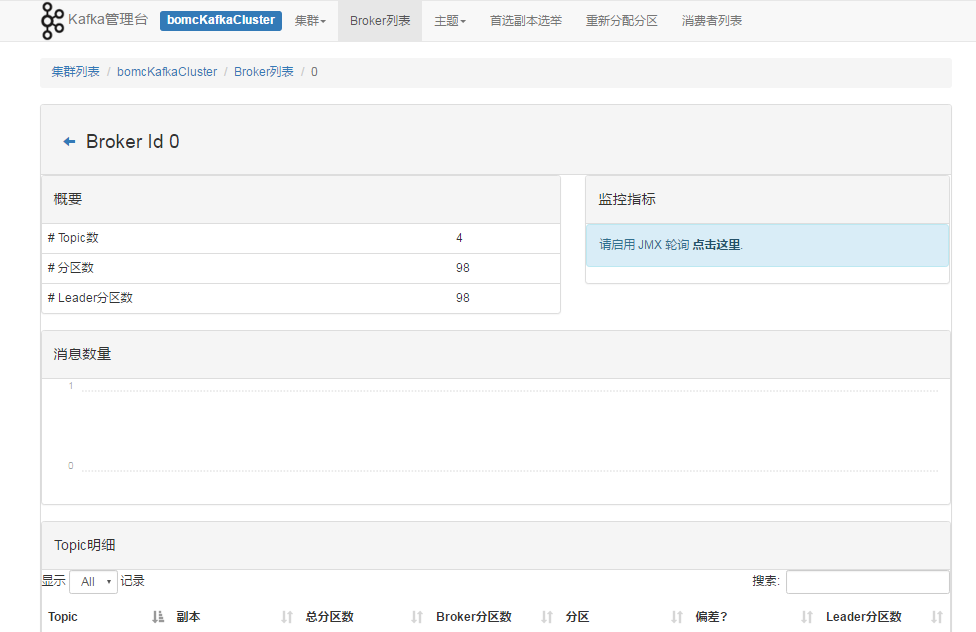 Kafka管理台 bomcKafkaCluster 集群 Broker列表 主题 首选副本选举 重新分配分区 消费者列表
集群列表 / bomcKafkaCluster / Broker列表 / 0
Broker Id 0
概要
# Topic数 4
# 分区数 98
# Leader分区数 98
监控指标
请启用 JMX 轮询 点击这里.
消息数量
1
0
Topic明细
显示 All 记录 搜索:
Topic 副本 总分区数 Broker分区数 分区 偏差? Leader分区数